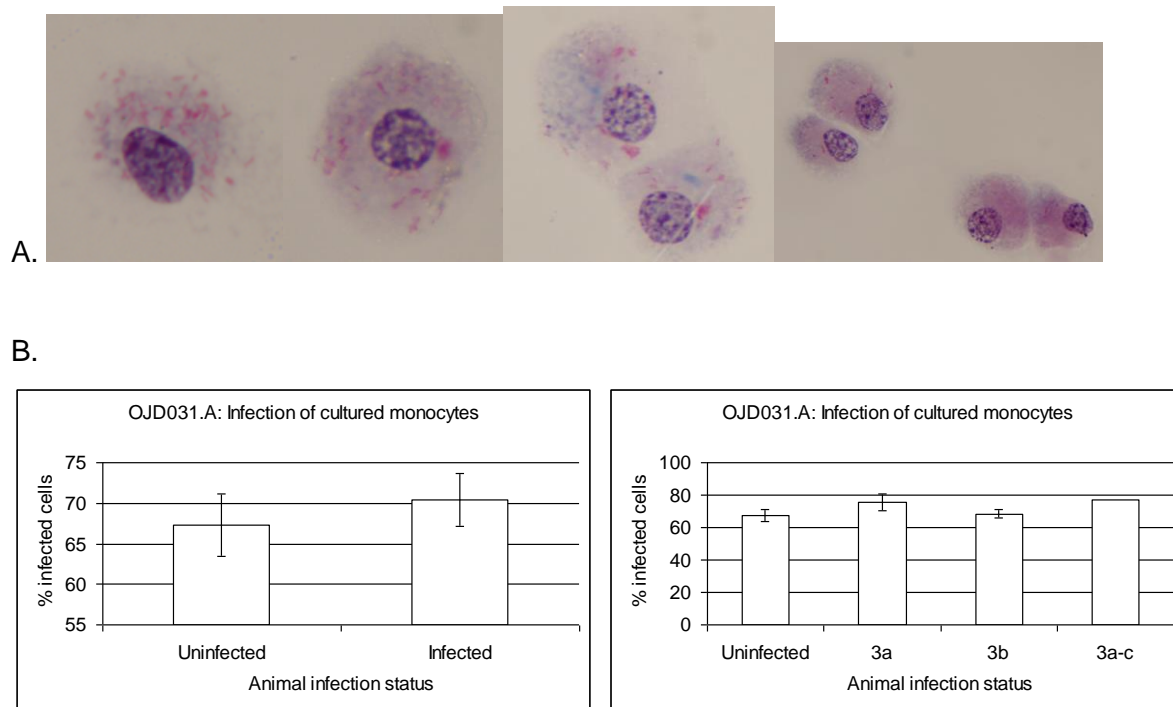 A.
B.
OJD031.A: Infection of cultured monocytes
% infected cells
75
70
65
60
55
Uninfected Infected
Animal infection status
OJD031.A: Infection of cultured monocytes
% infected cells
100
80
60
40
20
0
Uninfected 3a 3b 3a-c
Animal infection status